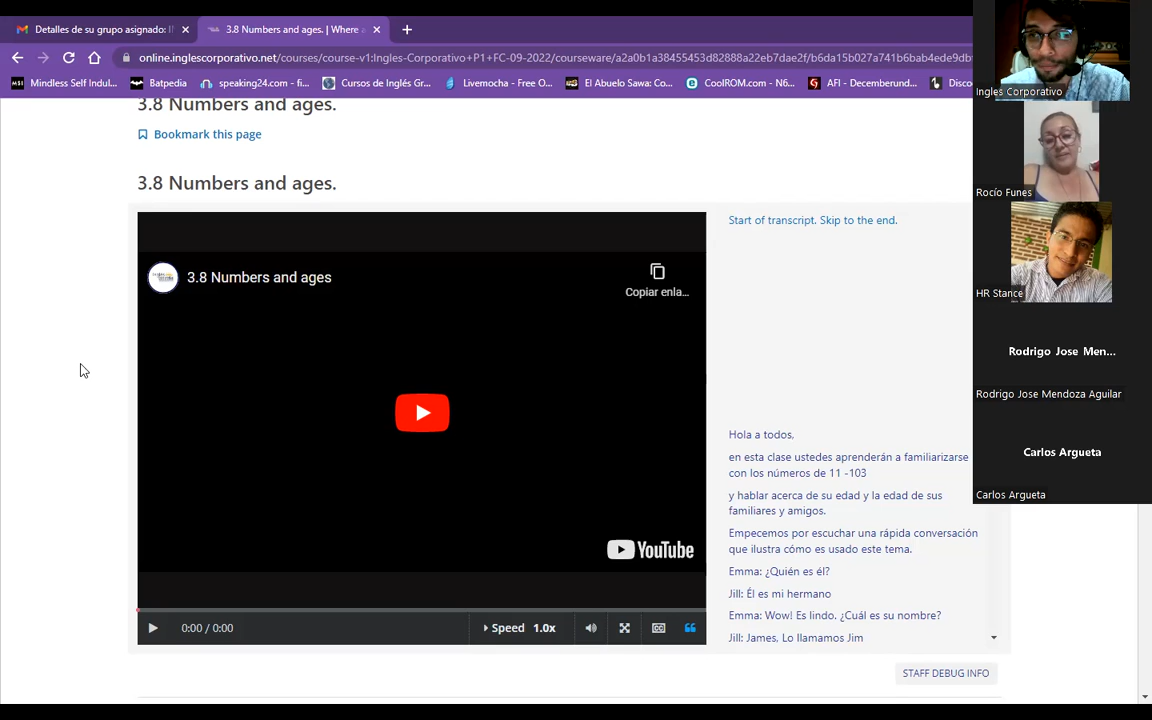 Detalles de su grupo asignado: I
3.8 Numbers and ages. | Where
online.inglescorporativo.net/courses/course-v1:Ingles-Corporativo+P1+FC-09-2022/courseware/a2a0b1a38455453d82888a22eb7dae2f/b6da15b027a741b6bab4ede9db
Mindless Self Indul...
Batpedia
speaking24.com - fi...
Cursos de Inglés Gr...
Livemocha - Free O...
El Abuelo Sawa: Co...
CoolROM.com - N6...
AFI - Decemberund...
Disco
3.8 Numbers and ages.
Bookmark this page
3.8 Numbers and ages.
3.8 Numbers and ages
Copiar enla...
YouTube
0:00 / 0:00
Speed 1.0x
Start of transcript. Skip to the end.
Hola a todos,
en esta clase ustedes aprenderán a familiarizarse
con los números de 11 -103
y hablar acerca de su edad y la edad de sus
familiares y amigos.
Empecemos por escuchar una rápida conversación
que ilustra cómo es usado este tema.
Emma: ¿Quién es él?
Jill: Él es mi hermano
Emma: Wow! Es lindo. ¿Cuál es su nombre?
Jill: James, Lo llamamos Jim
STAFF DEBUG INFO
Ingles Corporativo
Rocío Funes
HR Stance
Rodrigo Jose Men...
Rodrigo Jose Mendoza Aguilar
Carlos Argueta
Carlos Argueta